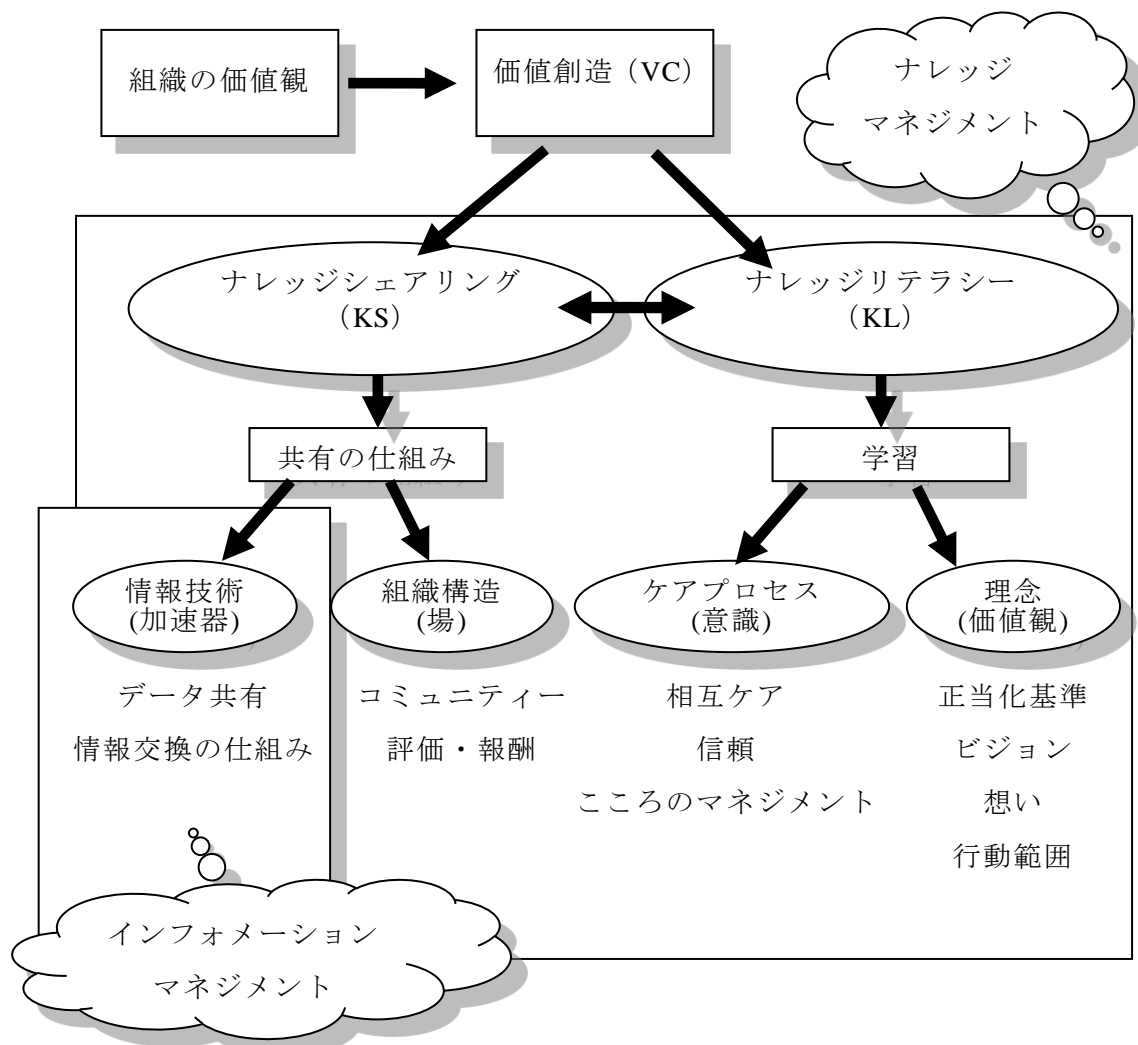 組織の価値観
価値創造（VC）
ナレッジ
マネジメント
ナレッジシェアリング
（KS）
ナレッジリテラシー
（KL）
共有の仕組み
学習
情報技術
(加速器)
組織構造
(場)
ケアプロセス
(意識)
理念
(価値観)
データ共有
情報交換の仕組み
コミュニティー
評価・報酬
相互ケア
信頼
こころのマネジメント
正当化基準
ビジョン
想い
行動範囲
インフォメーション
マネジメント